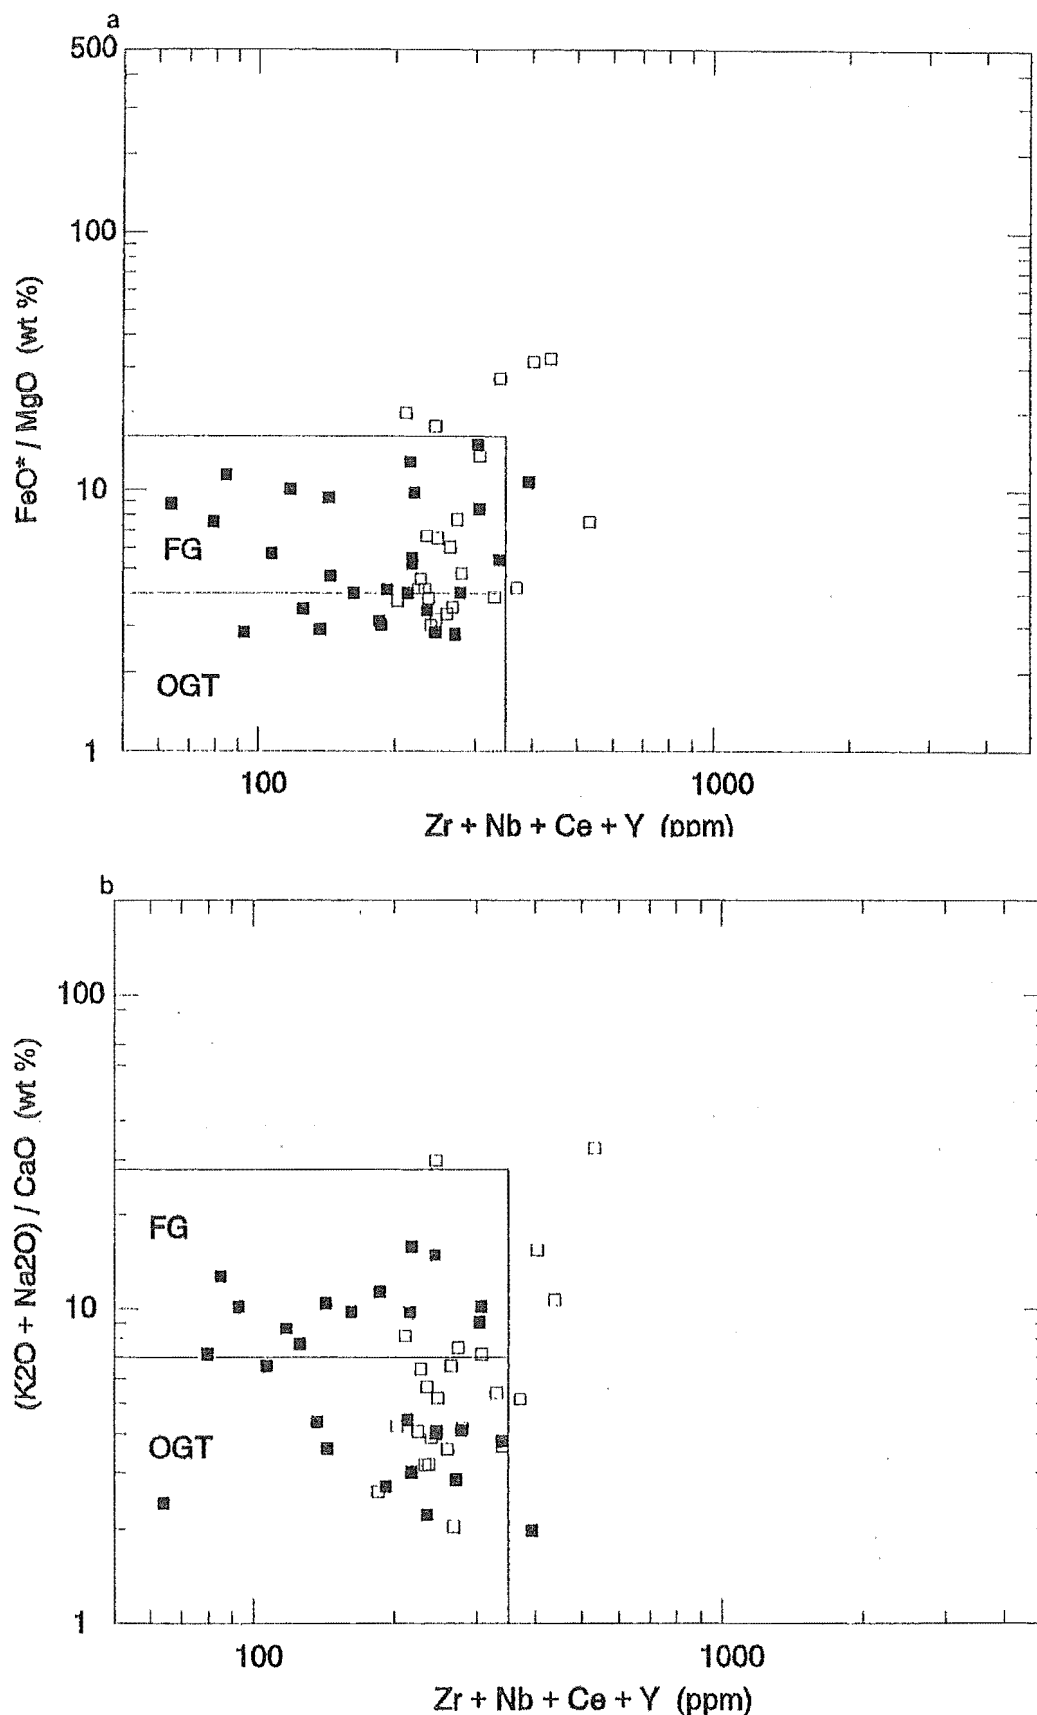 a
500
100
FeO* / MgO (wt %)
10
FG
OGT
1
100
1000
Zr + Nb + Ce + Y (ppm)
b
100
(K2O + Na2O) / CaO (wt %)
FG
10
OGT
1
100
1000
Zr + Nb + Ce + Y (ppm)